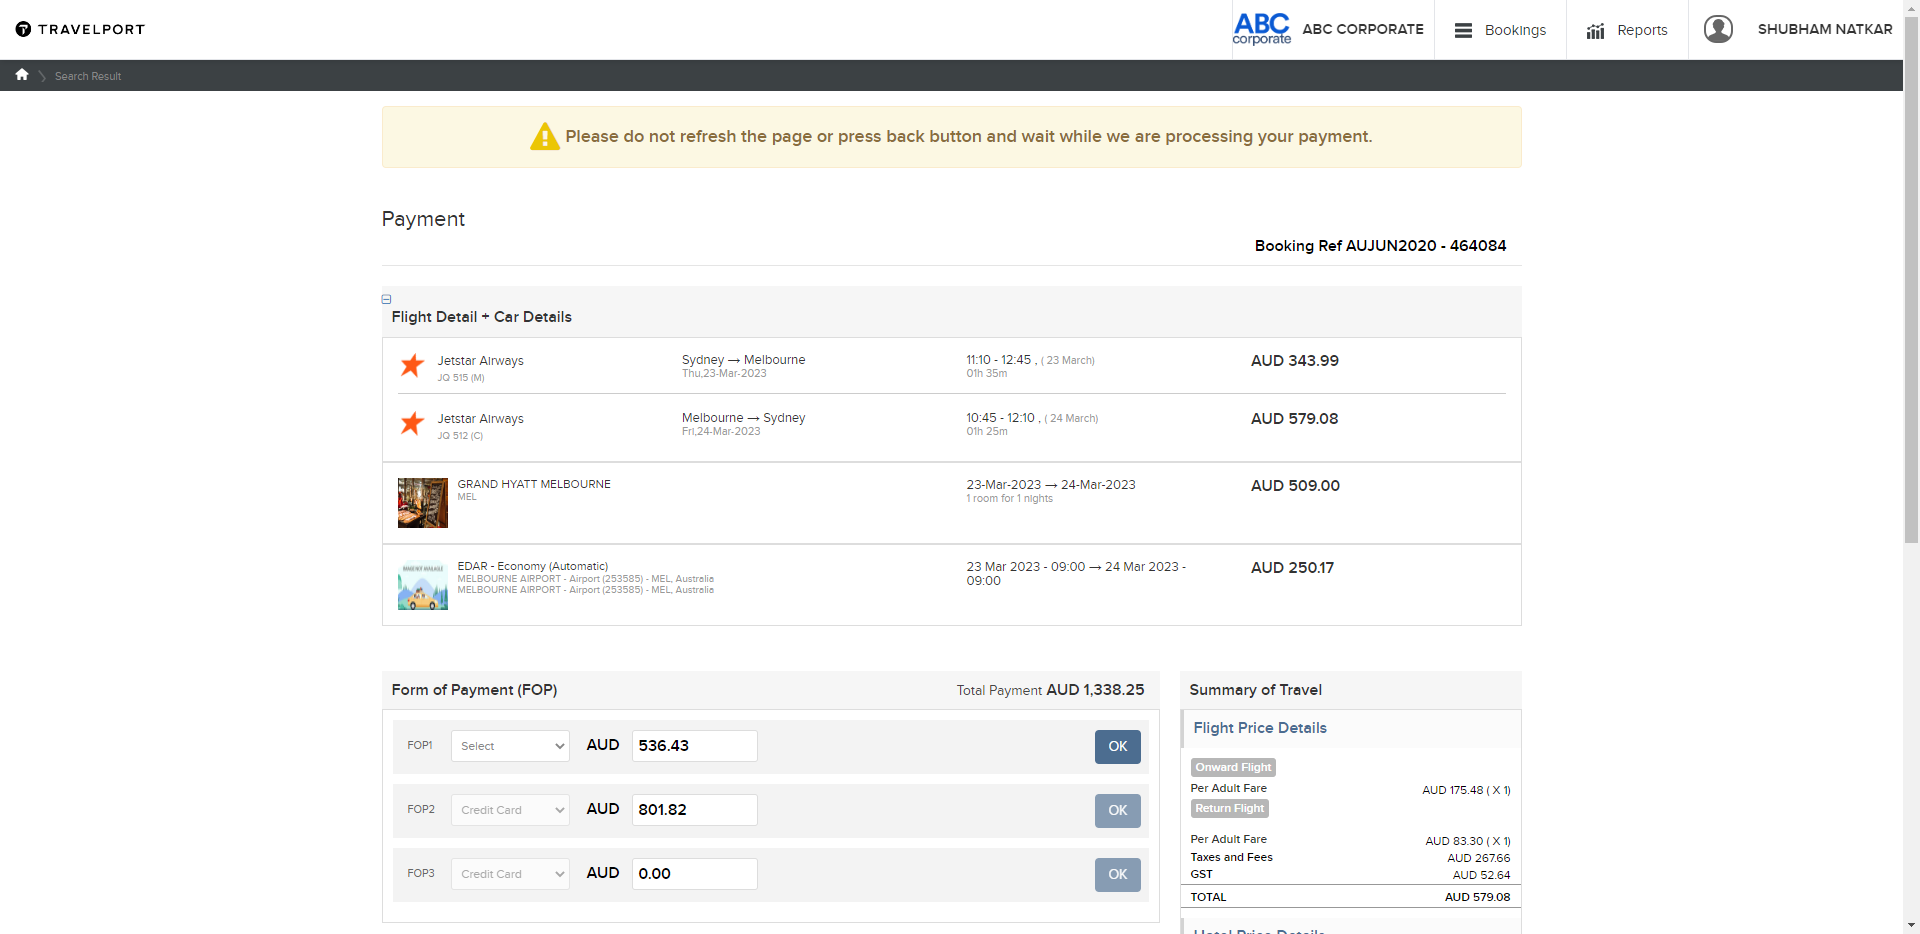 TRAVELPORT
ABC
corporate
ABC CORPORATE
Bookings
Reports
SHUBHAM NATKAR
Search Result
Please do not refresh the page or press back button and wait while we are processing your payment.
Payment
Booking Ref AUJUN2020 - 464084
Flight Detail + Car Details
Jetstar Airways
JQ 515 (M)
Sydney → Melbourne
Thu,23-Mar-2023
11:10 - 12:45 , ( 23 March)
01h 35m
AUD 343.99
Jetstar Airways
JQ 512 (C)
Melbourne → Sydney
Fri,24-Mar-2023
10:45 - 12:10 , ( 24 March)
01h 25m
AUD 579.08
GRAND HYATT MELBOURNE
MEL
23-Mar-2023 → 24-Mar-2023
1 room for 1 nights
AUD 509.00
IMAGE NOT AVAILABLE
EDAR - Economy (Automatic)
MELBOURNE AIRPORT - Airport (253585) - MEL, Australia
MELBOURNE AIRPORT - Airport (253585) - MEL, Australia
23 Mar 2023 - 09:00 → 24 Mar 2023 -
09:00
AUD 250.17
Form of Payment (FOP)
Total Payment AUD 1,338.25
FOP1
Select
AUD
536.43
OK
FOP2
Credit Card
AUD
801.82
OK
FOP3
Credit Card
AUD
0.00
OK
Summary of Travel
Flight Price Details
Onward Flight
Per Adult Fare
AUD 175.48 ( X 1)
Return Flight
Per Adult Fare
AUD 83.30 ( X 1)
Taxes and Fees
AUD 267.66
GST
AUD 52.64
TOTAL
AUD 579.08
Hotel Price Details